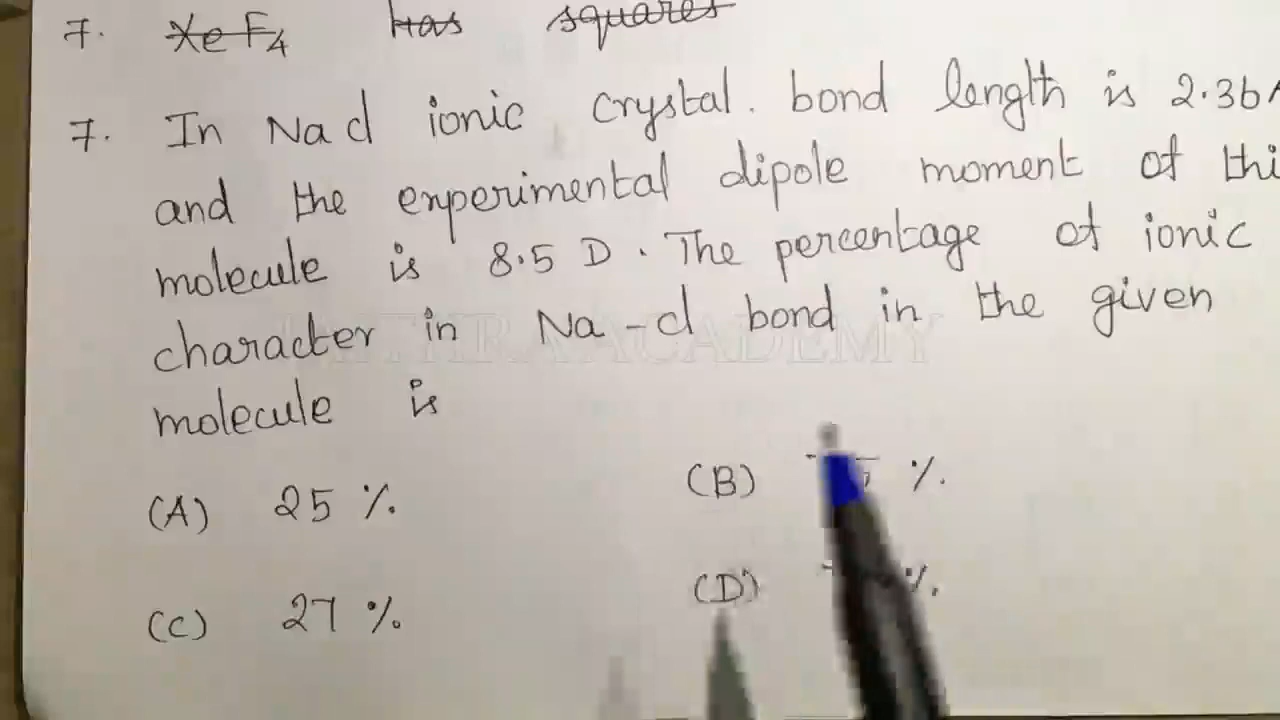 7. XeF4 has squares
7. In NaCl ionic crystal. bond length is 2.36
and the experimental dipole moment of thi
molecule is 8.5 D. The percentage of ionic
character in Na-Cl bond in the given
molecule is
(A) 25 % (B) %.
(C) 27 % (D) %.